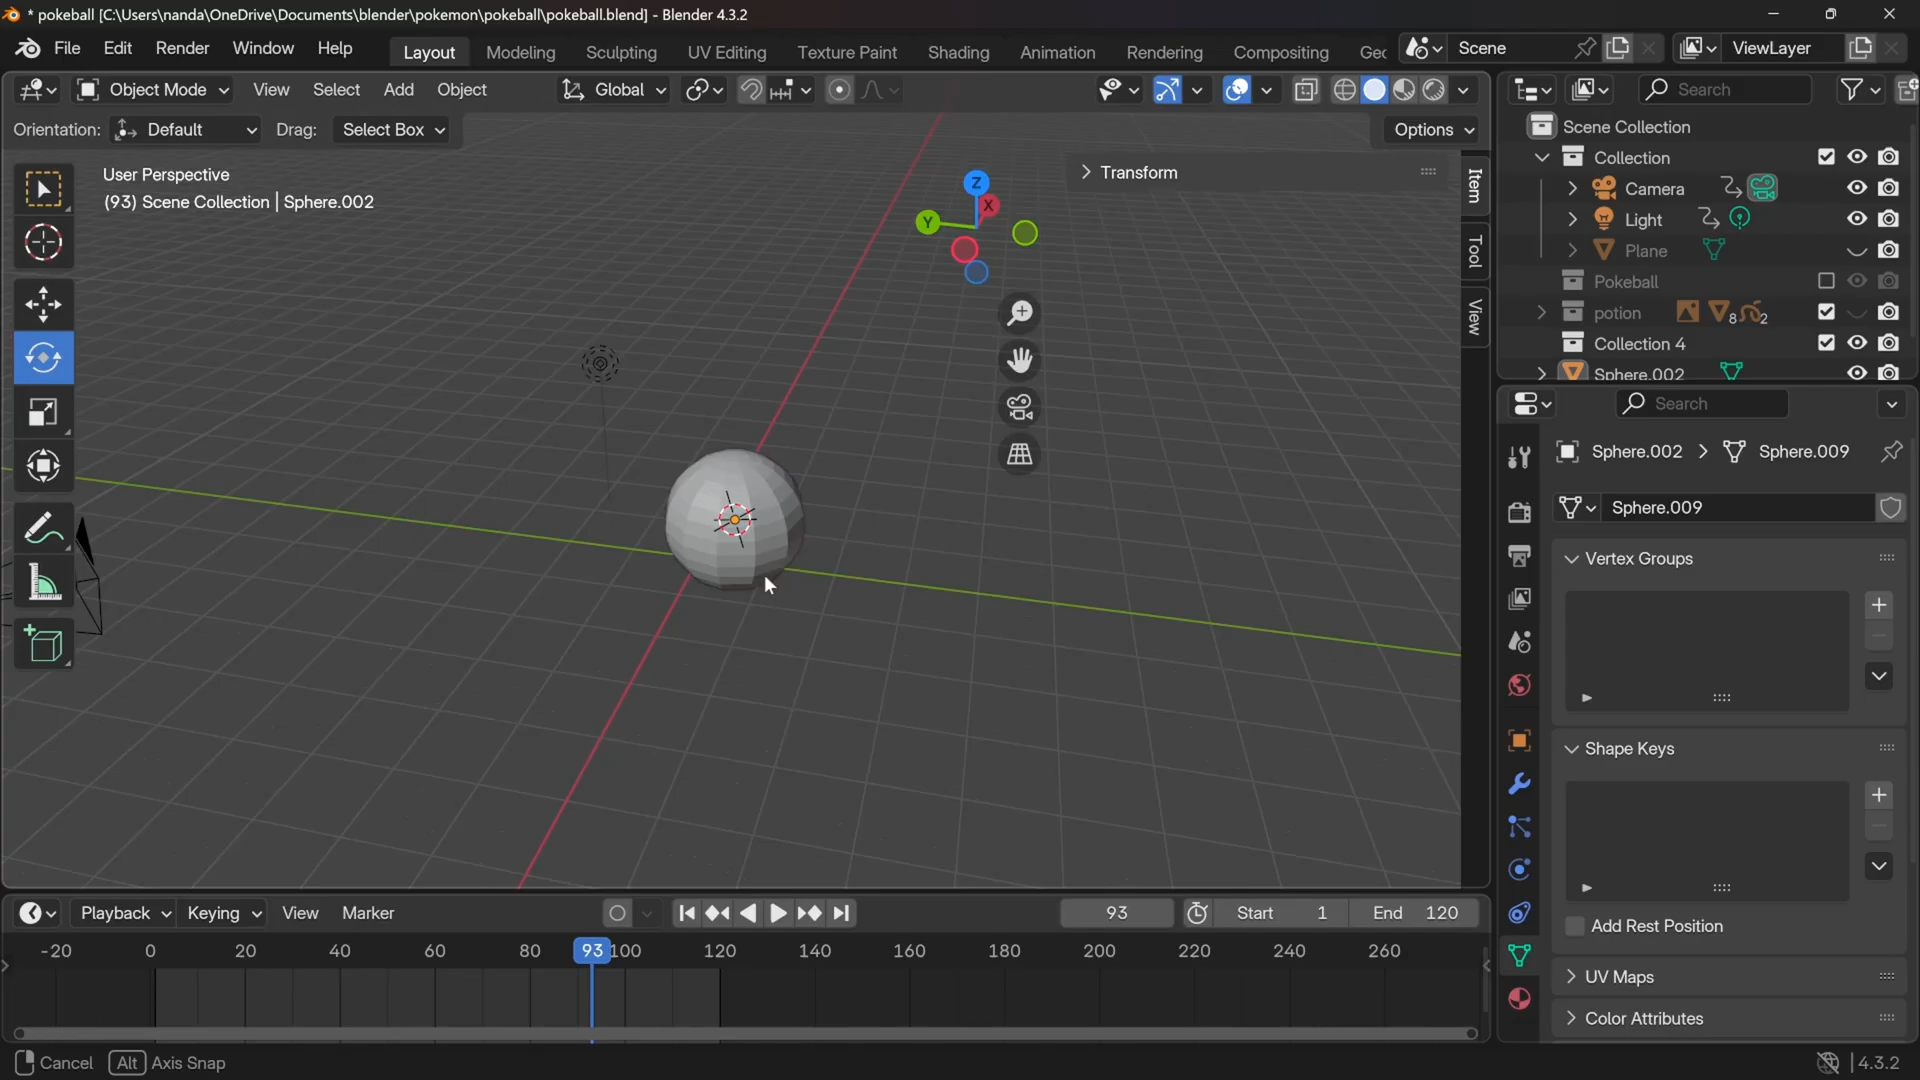 * pokeball [C:\Users\nanda\OneDrive\Documents\blender\pokemon\pokeball\pokeball.blend] - Blender 4.3.2
File Edit Render Window Help Layout Modeling Sculpting UV Editing Texture Paint Shading Animation Rendering Compositing Gec Scene ViewLayer
Object Mode View Select Add Object Global Search
Orientation: Default Drag: Select Box Options
User Perspective
(93) Scene Collection | Sphere.002
Transform
Item
Tool
View
Z
X
Y
Scene Collection
Collection
Camera
Light
Plane
Pokeball
potion 8 2
Collection 4
Sphere.002
Search
Sphere.002 > Sphere.009
Sphere.009
Vertex Groups
Shape Keys
Add Rest Position
UV Maps
Color Attributes
Playback Keying View Marker 93 Start 1 End 120
-20 0 20 40 60 80 93 100 120 140 160 180 200 220 240 260
Cancel Alt Axis Snap 4.3.2